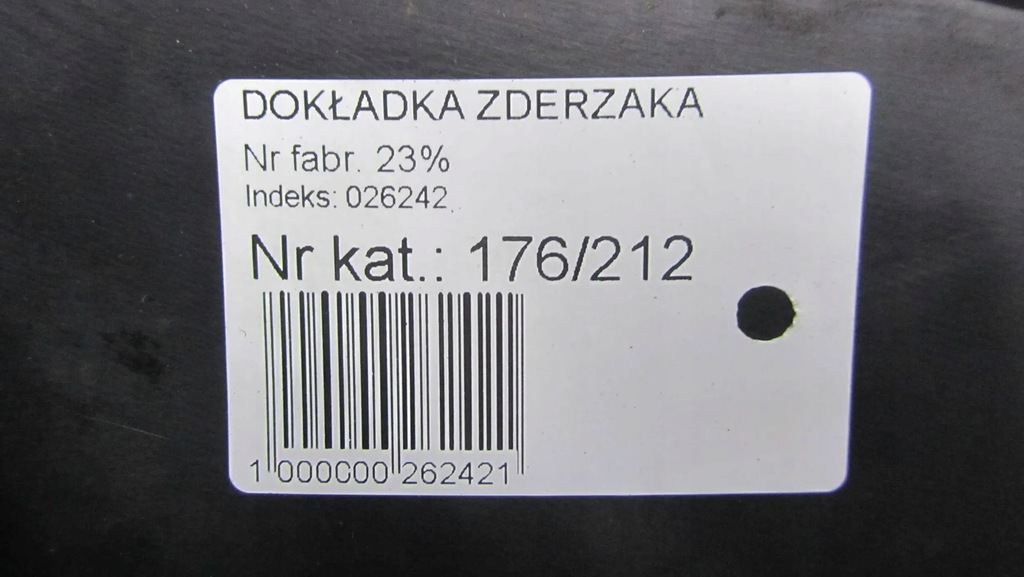 DOKŁADKA ZDERZAKA
Nr fabr. 23%
Indeks: 026242
Nr kat.: 176/212
1 000000 262421